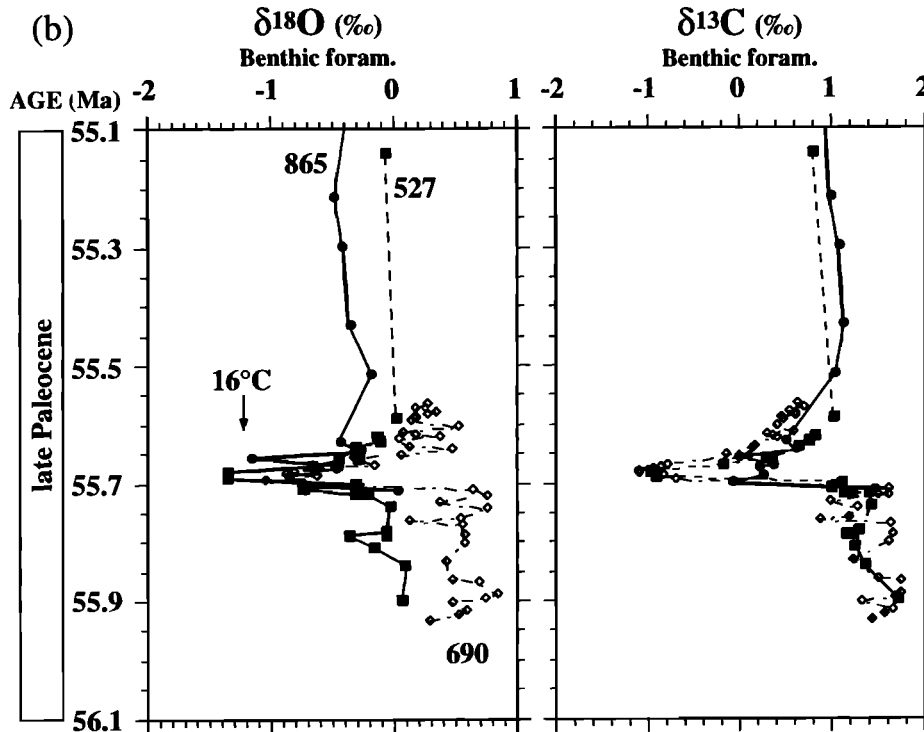 (b)
δ18O (‰)
Benthic foram.
δ13C (‰)
Benthic foram.
AGE (Ma)
-2 -1 0 1
-2 -1 0 1 2
55.1
55.3
55.5
55.7
55.9
56.1
late Paleocene
865
527
16°C
690